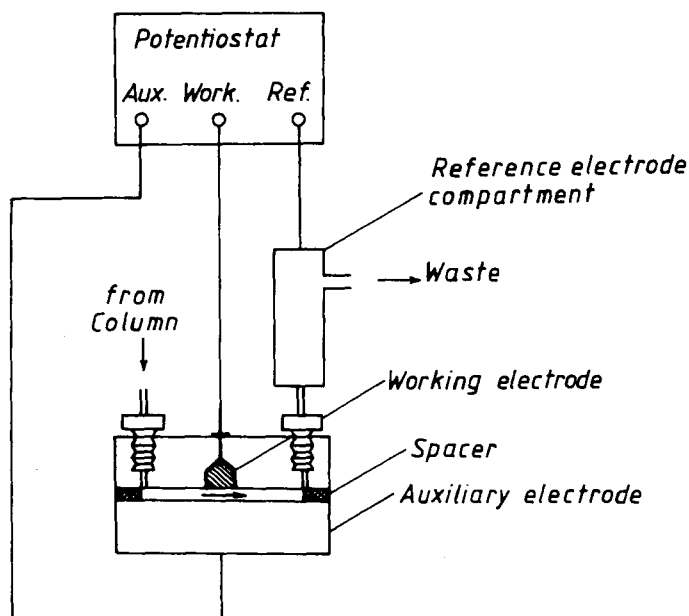 Potentiostat
Aux. Work. Ref.
Reference electrode
compartment
Waste
from
Column
Working electrode
Spacer
Auxiliary electrode